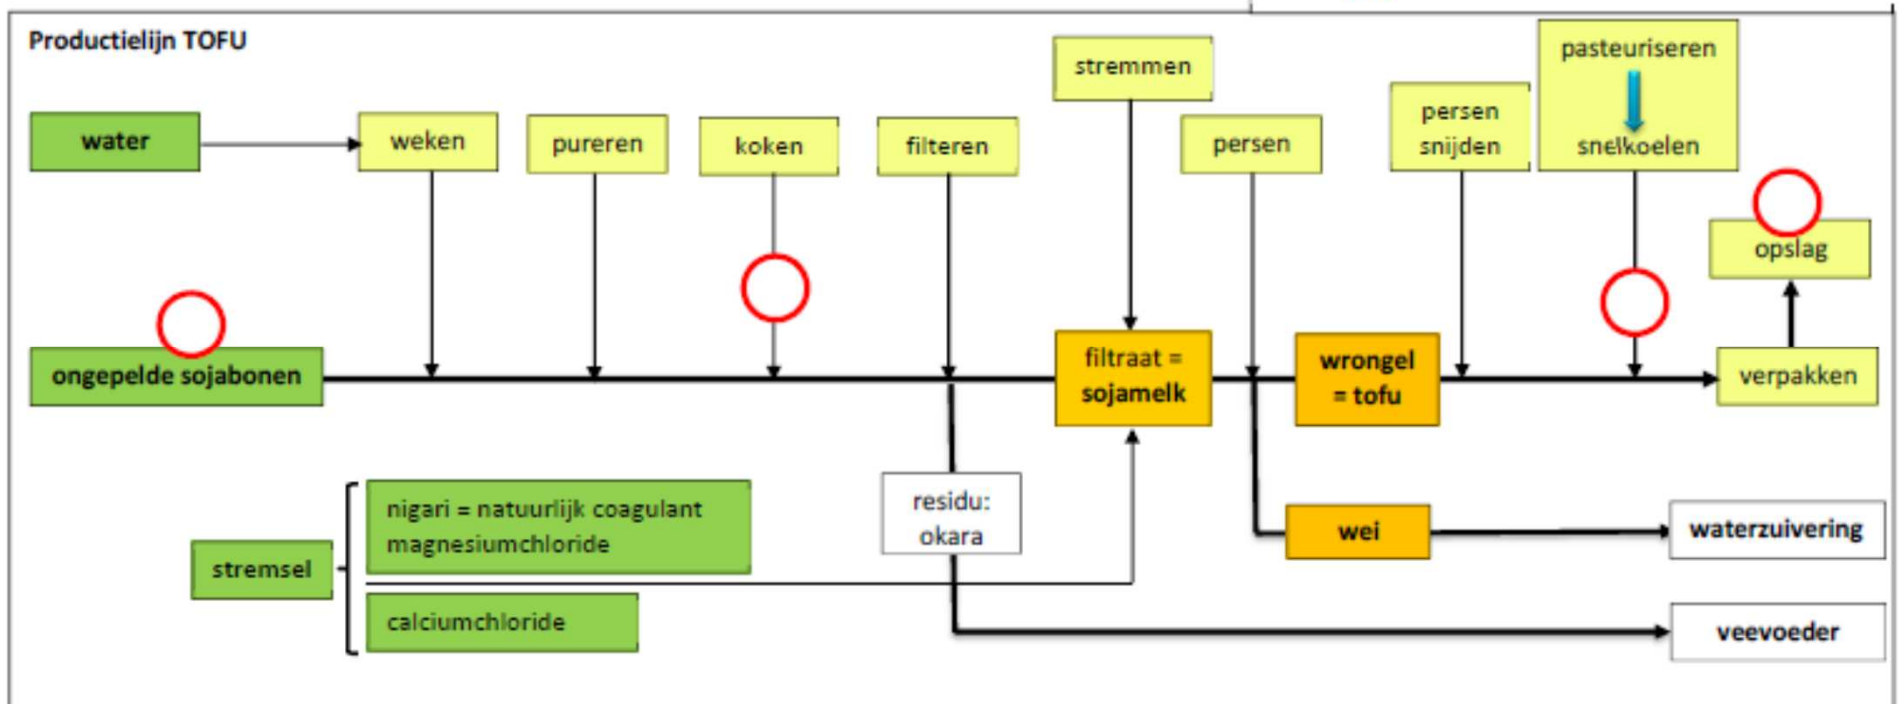 Productielijn TOFU
water
weken
pureren
koken
filteren
stremmen
persen
persen
snijden
pasteuriseren
snelkoelen
opslag
ongepelde sojabonen
filtraat =
sojamelk
wrongel
= tofu
verpakken
stremsel
nigari = natuurlijk coagulant
magnesiumchloride
calciumchloride
residu:
okara
wei
waterzuivering
veevoeder